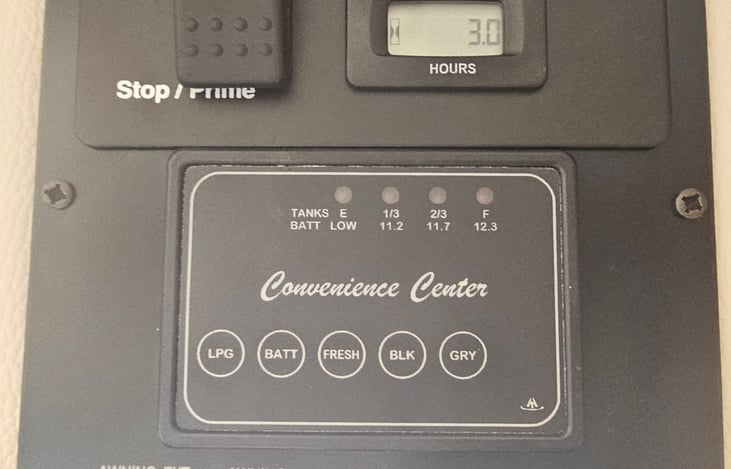 3.0
HOURS
Stop / Prime
TANKS E 1/3 2/3 F
BATT LOW 11.2 11.7 12.3
Convenience Center
LPG BATT FRESH BLK GRY